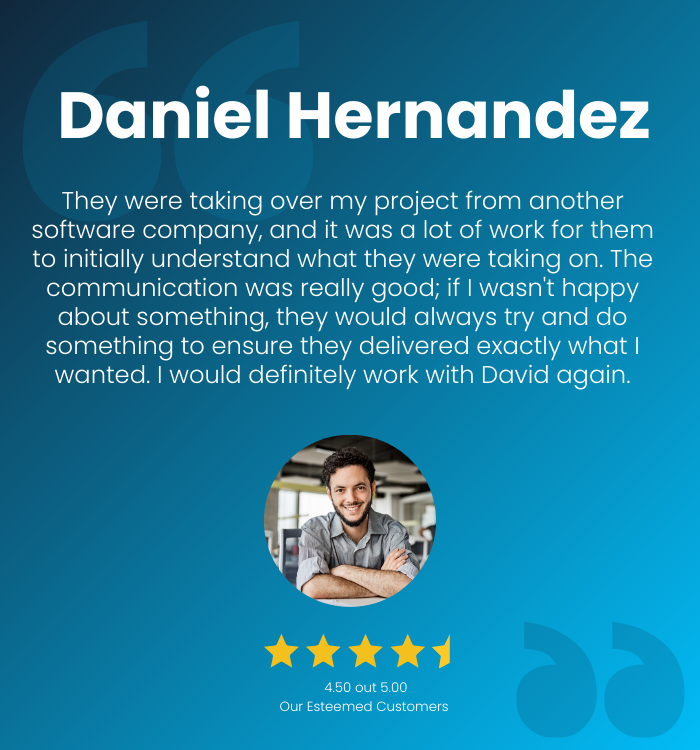 Daniel Hernandez
They were taking over my project from another
software company, and it was a lot of work for them
to initially understand what they were taking on. The
communication was really good; if I wasn't happy
about something, they would always try and do
something to ensure they delivered exactly what I
wanted. I would definitely work with David again.
4.50 out 5.00
Our Esteemed Customers